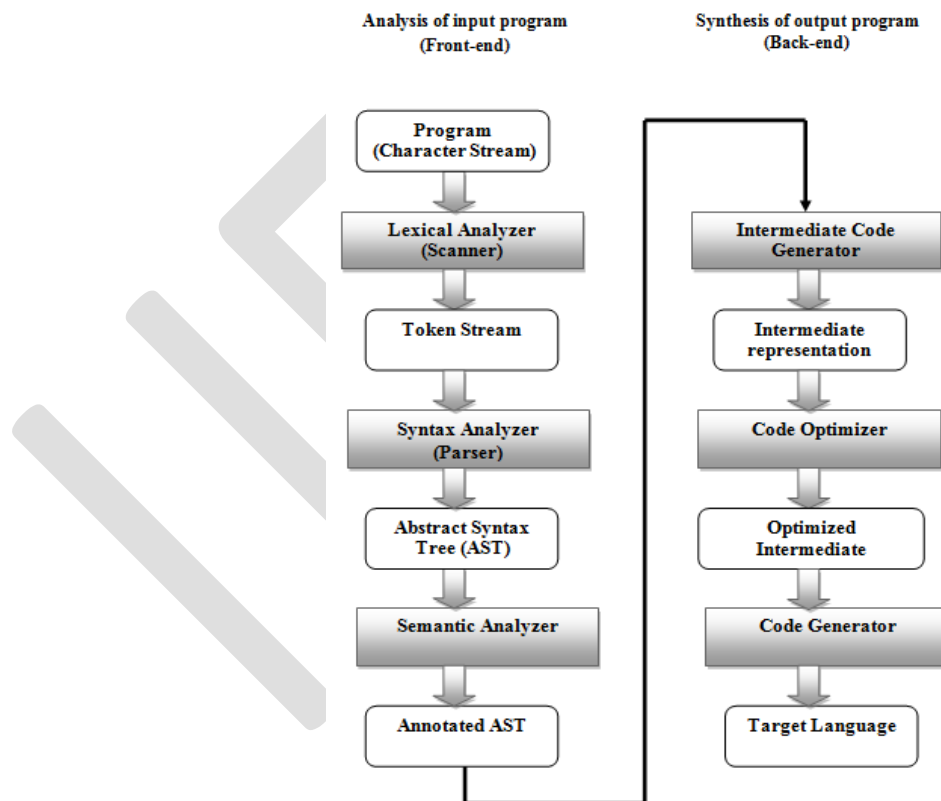 Analysis of input program
(Front-end)
Program
(Character Stream)
Lexical Analyzer
(Scanner)
Token Stream
Syntax Analyzer
(Parser)
Abstract Syntax
Tree (AST)
Semantic Analyzer
Annotated AST
Synthesis of output program
(Back-end)
Intermediate Code
Generator
Intermediate
representation
Code Optimizer
Optimized
Intermediate
Code Generator
Target Language